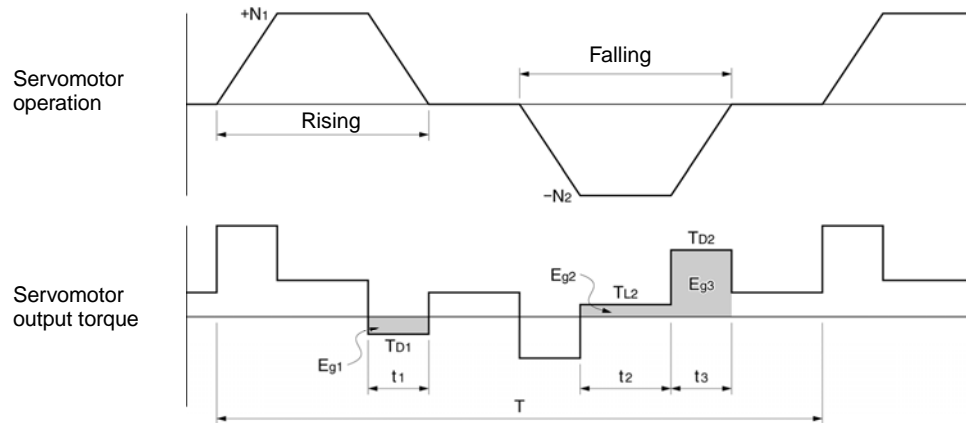 +N1
Servomotor
operation
Falling
Rising
−N2
TD2
Eg2
TL2
Eg3
Servomotor
output torque
TD1
Eg1
t1
t2
t3
T